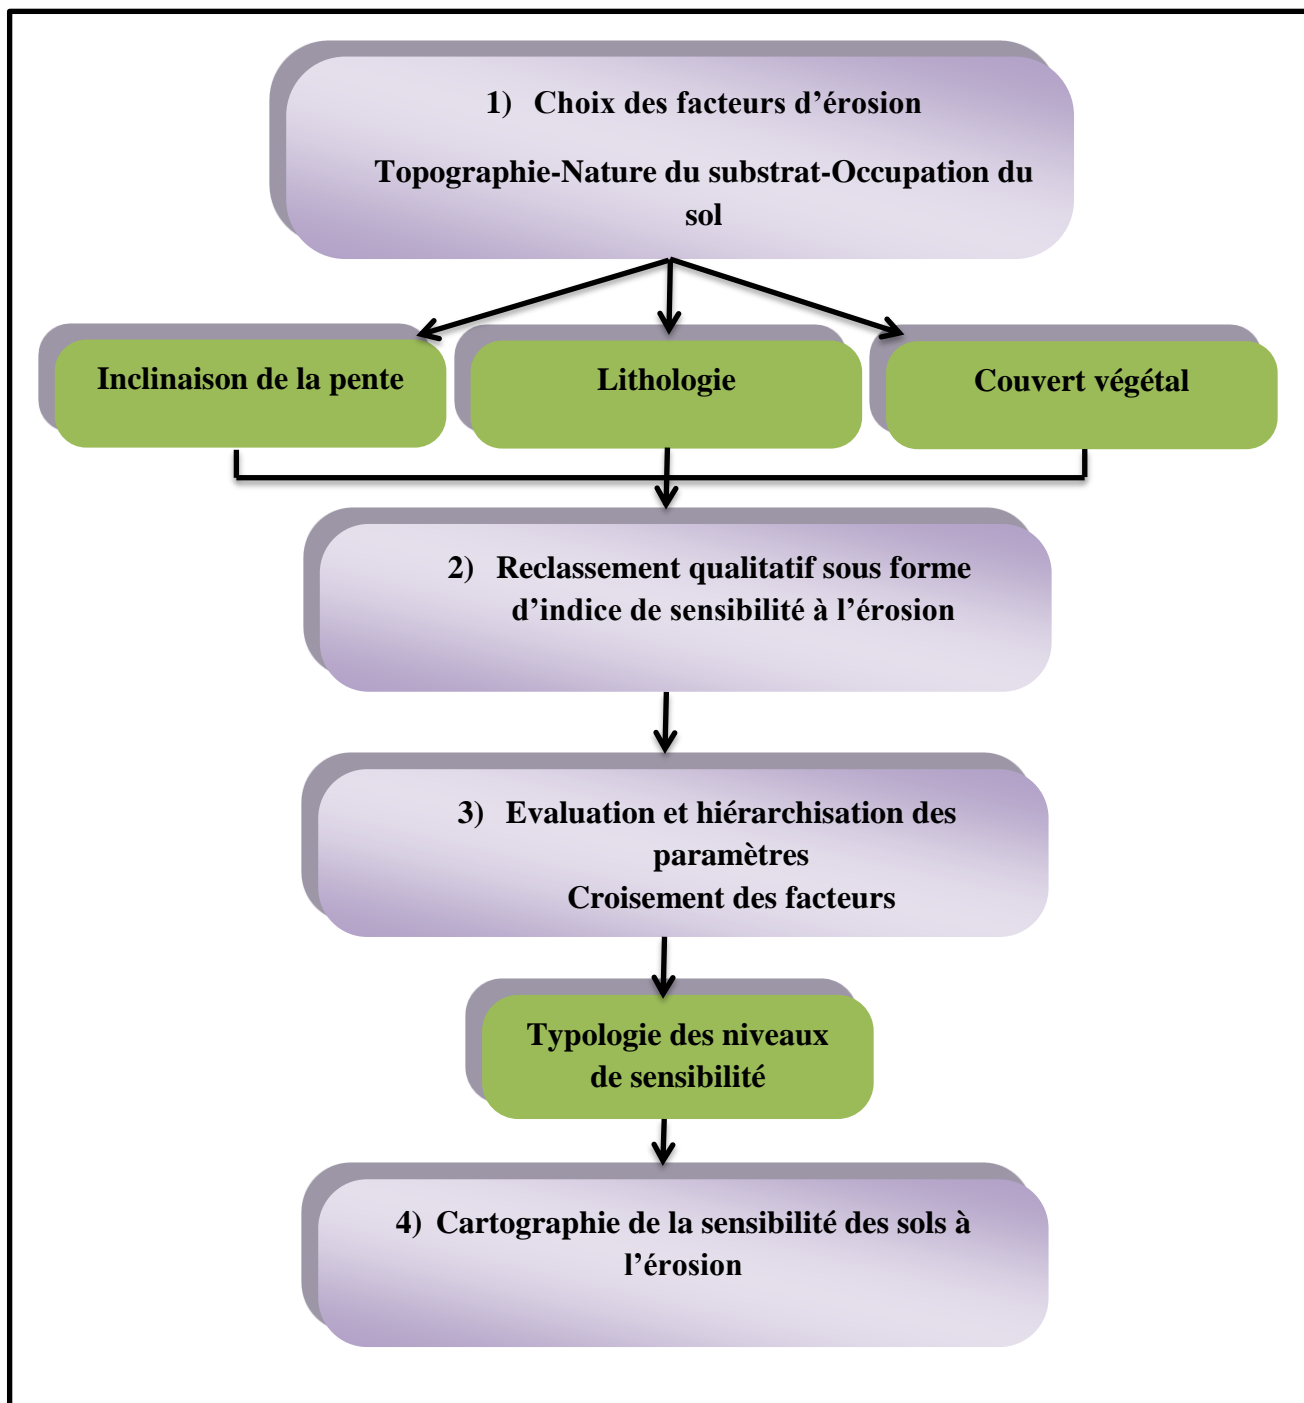 1) Choix des facteurs d’érosion
Topographie-Nature du substrat-Occupation du
sol
Inclinaison de la pente
Lithologie
Couvert végétal
2) Reclassement qualitatif sous forme
d’indice de sensibilité à l’érosion
3) Evaluation et hiérarchisation des
paramètres
Croisement des facteurs
Typologie des niveaux
de sensibilité
4) Cartographie de la sensibilité des sols à
l’érosion